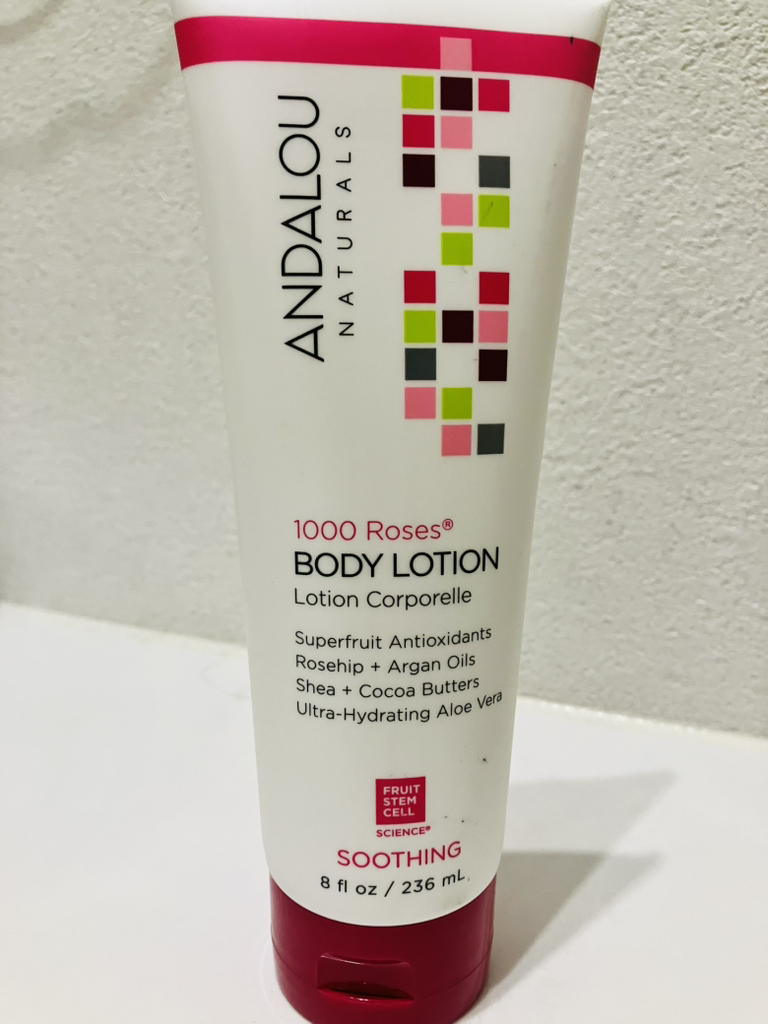 ANDALOU
NATURALS
1000 Roses®
BODY LOTION
Lotion Corporelle
Superfruit Antioxidants
Rosehip + Argan Oils
Shea + Cocoa Butters
Ultra-Hydrating Aloe Vera
FRUIT
STEM
CELL
SCIENCE®
SOOTHING
8 fl oz / 236 mL